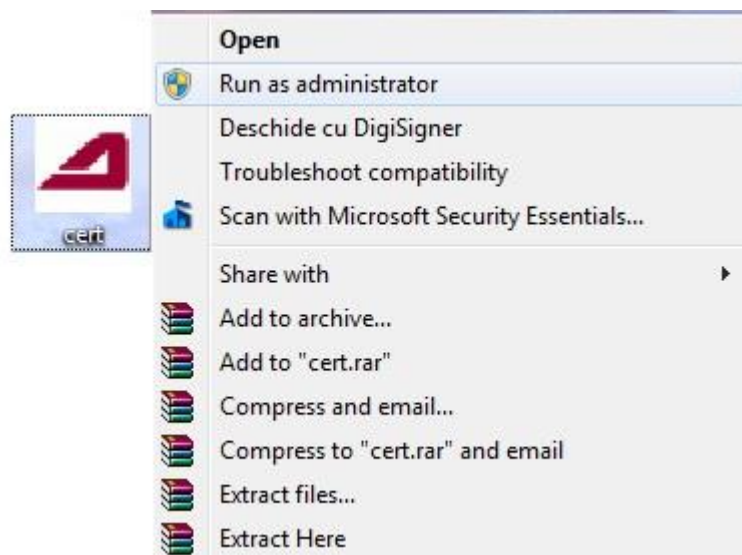 Open
Run as administrator
Deschide cu DigiSigner
Troubleshoot compatibility
Scan with Microsoft Security Essentials...
cert
Share with
Add to archive...
Add to "cert.rar"
Compress and email...
Compress to "cert.rar" and email
Extract files...
Extract Here